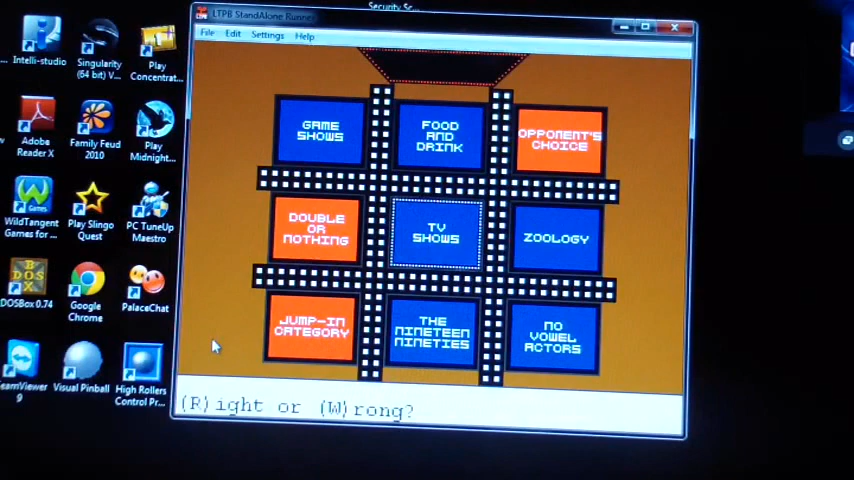 Security Sc...
LTPB StandAlone Runner
File Edit Settings Help
Intelli-studio
Singularity
(64 bit) V...
Play
Concentrat...
Adobe
Reader X
Family Feud
2010
Play
Midnight...
WildTangent
Games for ...
Play Slingo
Quest
PC TuneUp
Maestro
DOSBox 0.74
Google
Chrome
PalaceChat
TeamViewer
9
Visual Pinball
High Rollers
Control Pr...
GAME
SHOWS
FOOD
AND
DRINK
OPPONENT'S
CHOICE
DOUBLE
OR
NOTHING
TV
SHOWS
ZOOLOGY
JUMP-IN
CATEGORY
THE
NINETEEN
NINETIES
NO
VOWEL
ACTORS
(R)ight or (W)rong?